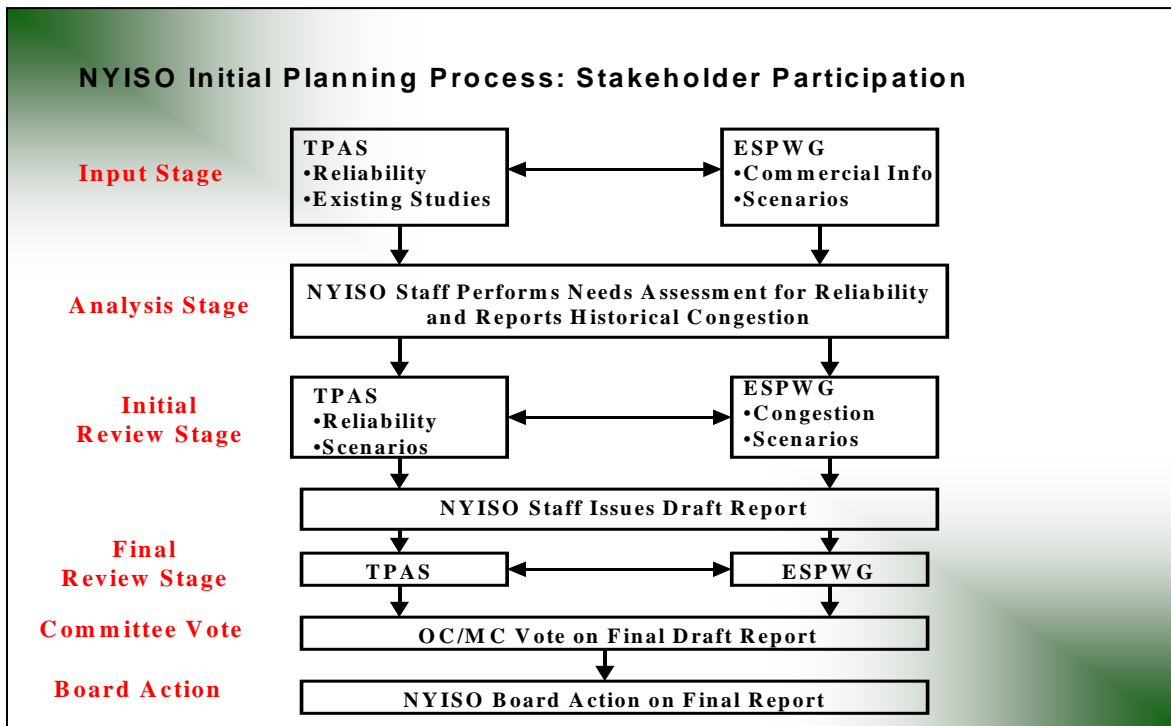 NYISO Initial Planning Process: Stakeholder Participation
Input Stage
TPAS
•Reliability
•Existing Studies
ESPWG
•Commercial Info
•Scenarios
Analysis Stage
NYISO Staff Performs Needs Assessment for Reliability
and Reports Historical Congestion
Initial
Review Stage
TPAS
•Reliability
•Scenarios
ESPWG
•Congestion
•Scenarios
NYISO Staff Issues Draft Report
Final
Review Stage
TPAS
ESPWG
Committee Vote
OC/MC Vote on Final Draft Report
Board Action
NYISO Board Action on Final Report